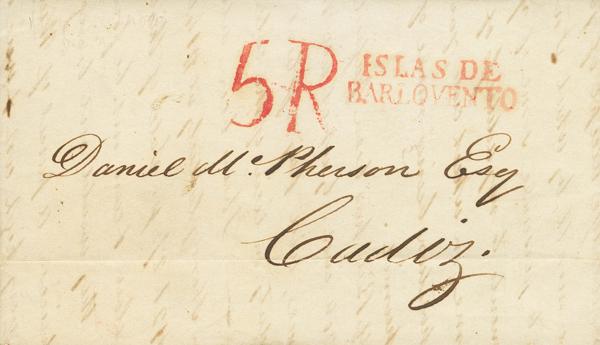 5R
ISLAS DE
BARLOVENTO
Daniel Mc. Pherson Esq
Cadiz.